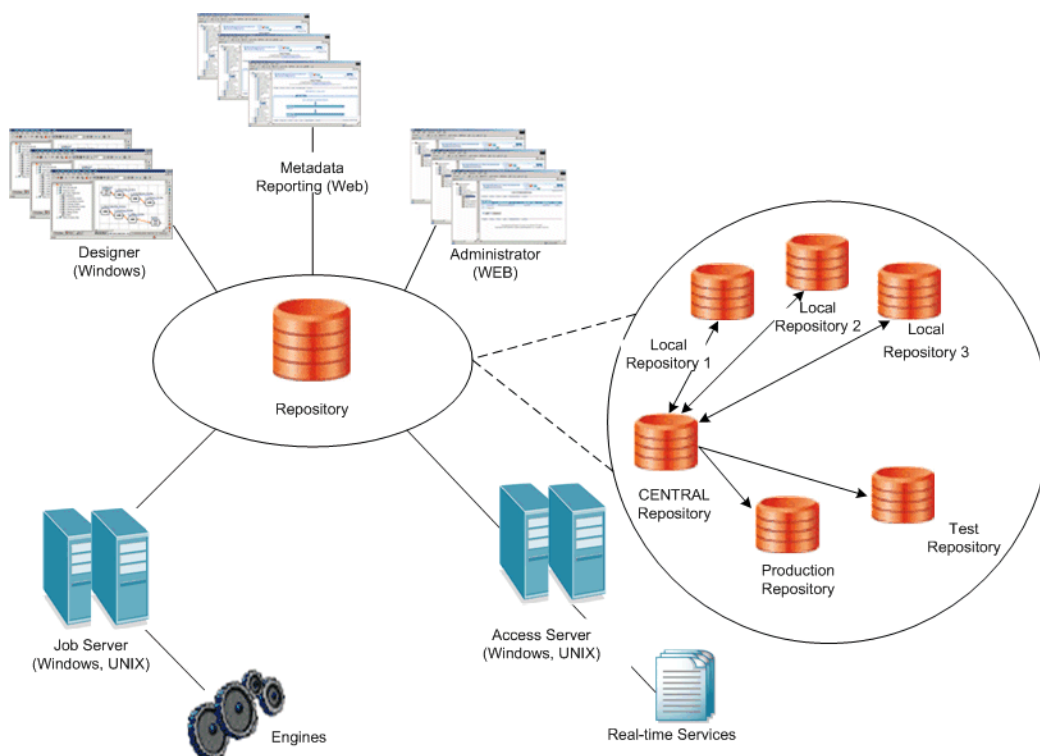 Metadata
Reporting (Web)
Designer
(Windows)
Administrator
(WEB)
Repository
Local
Repository 1
Local
Repository 2
Local
Repository 3
CENTRAL
Repository
Production
Repository
Test
Repository
Job Server
(Windows, UNIX)
Access Server
(Windows, UNIX)
Engines
Real-time Services